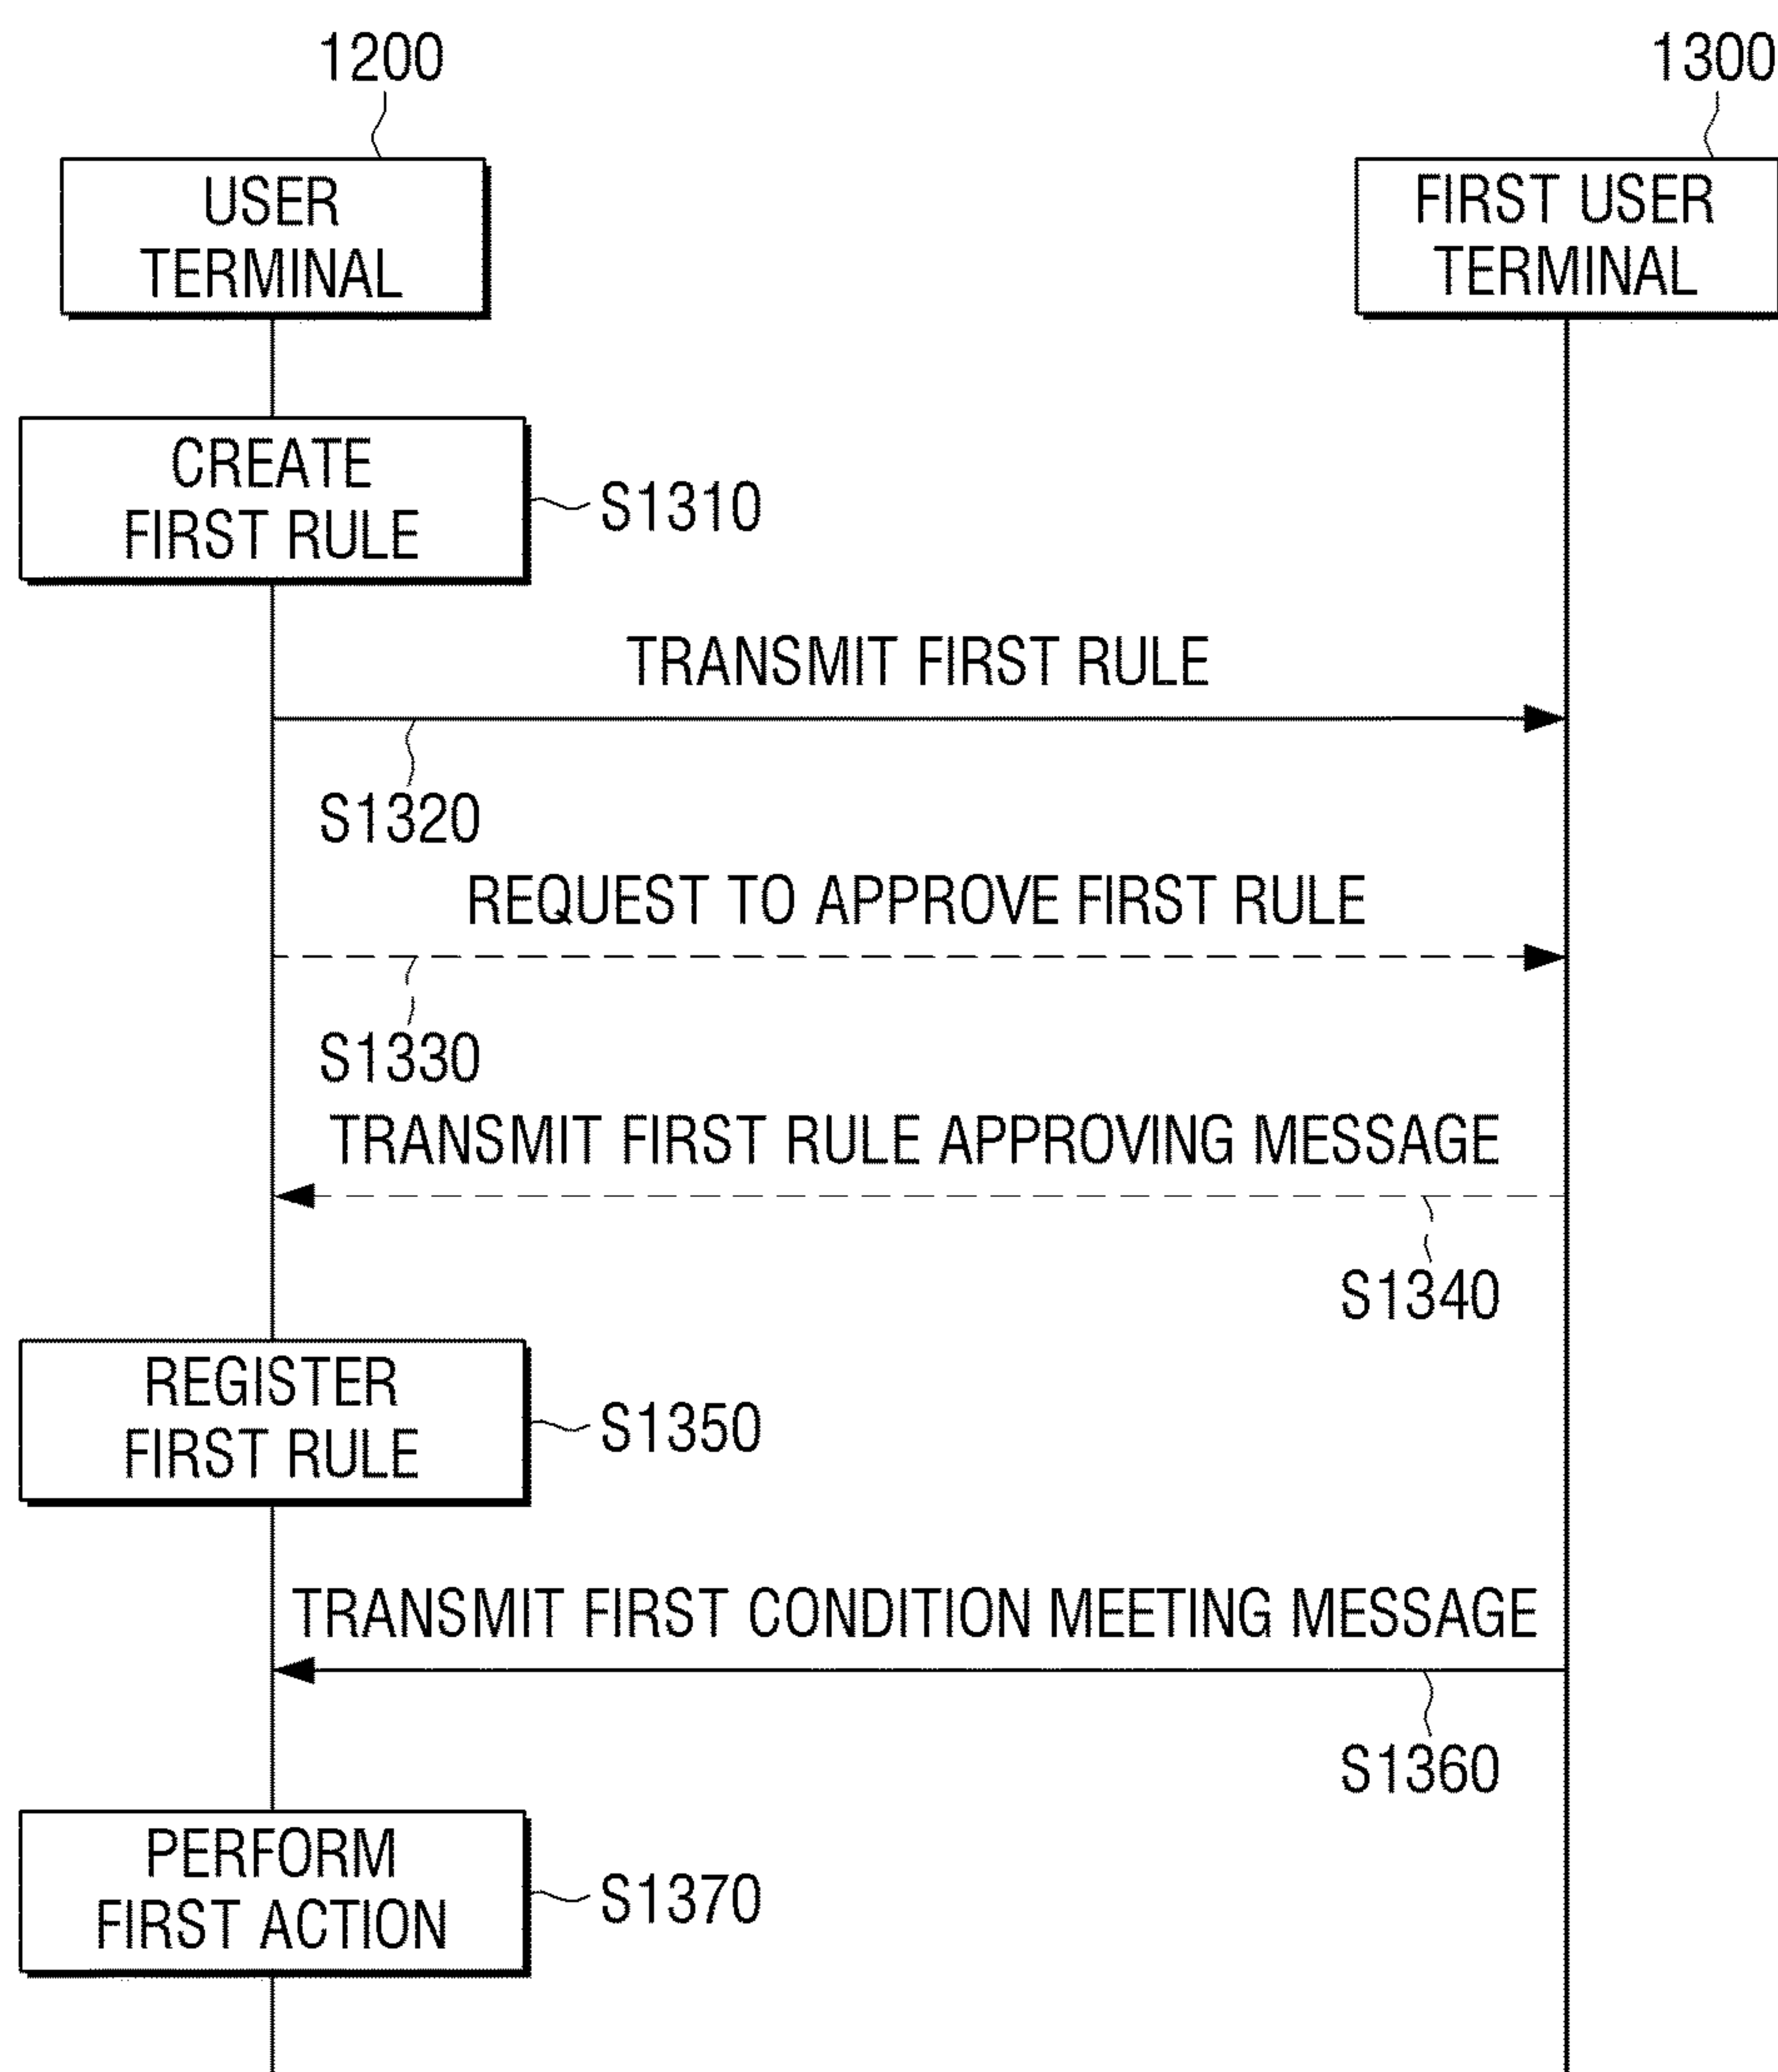 1200
1300
USER
TERMINAL
FIRST USER
TERMINAL
CREATE
FIRST RULE
S1310
TRANSMIT FIRST RULE
S1320
REQUEST TO APPROVE FIRST RULE
S1330
TRANSMIT FIRST RULE APPROVING MESSAGE
S1340
REGISTER
FIRST RULE
S1350
TRANSMIT FIRST CONDITION MEETING MESSAGE
S1360
PERFORM
FIRST ACTION
S1370